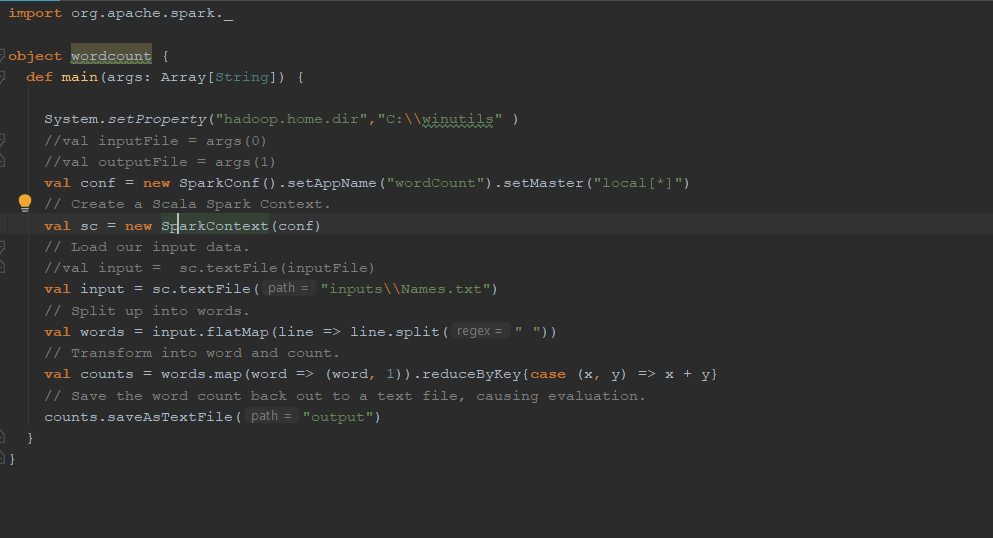 import org.apache.spark._
object wordcount {
def main(args: Array[String]) {
System.setProperty("hadoop.home.dir","C:\\winutils" )
//val inputFile = args(0)
//val outputFile = args(1)
val conf = new SparkConf().setAppName("wordCount").setMaster("local[*]")
// Create a Scala Spark Context.
val sc = new SparkContext(conf)
// Load our input data.
//val input =  sc.textFile(inputFile)
val input = sc.textFile( path = "inputs\\Names.txt")
// Split up into words.
val words = input.flatMap(line => line.split( regex = " "))
// Transform into word and count.
val counts = words.map(word => (word, 1)).reduceByKey{case (x, y) => x + y}
// Save the word count back out to a text file, causing evaluation.
counts.saveAsTextFile( path = "output")
}
}